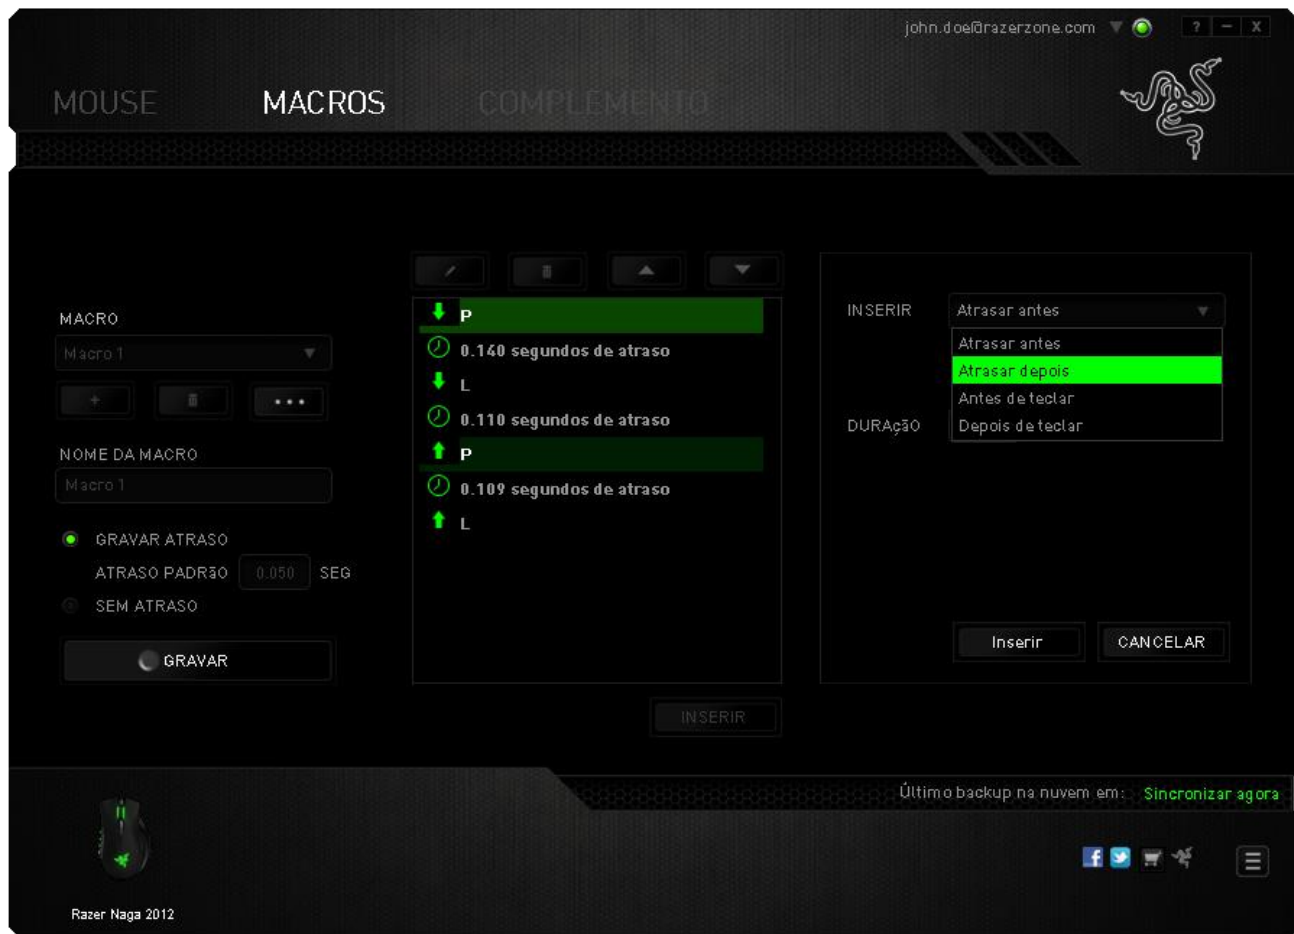 john.doe@razerzone.com
? – X
MOUSE MACROS COMPLEMENTO
MACRO
Macro 1
+ ...
NOME DA MACRO
Macro 1
GRAVAR ATRASO
ATRASO PADRãO 0.050 SEG
SEM ATRASO
GRAVAR
P
0.140 segundos de atraso
L
0.110 segundos de atraso
P
0.109 segundos de atraso
L
INSERIR
INSERIR Atrasar antes
Atrasar antes
Atrasar depois
Antes de teclar
Depois de teclar
DURAçãO
Inserir CANCELAR
Último backup na nuvem em: Sincronizar agora
Razer Naga 2012